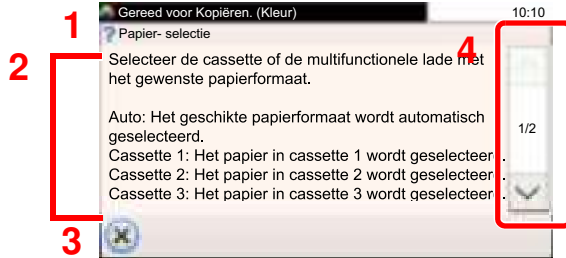 Gereed voor Kopiëren. (Kleur) 10:10
1
? Papier- selectie
4
2
Selecteer de cassette of de multifunctionele lade met
het gewenste papierformaat.
Auto: Het geschikte papierformaat wordt automatisch
geselecteerd.
1/2
Cassette 1: Het papier in cassette 1 wordt geselecteerd.
Cassette 2: Het papier in cassette 2 wordt geselecteerd.
Cassette 3: Het papier in cassette 3 wordt geselecteerd.
3